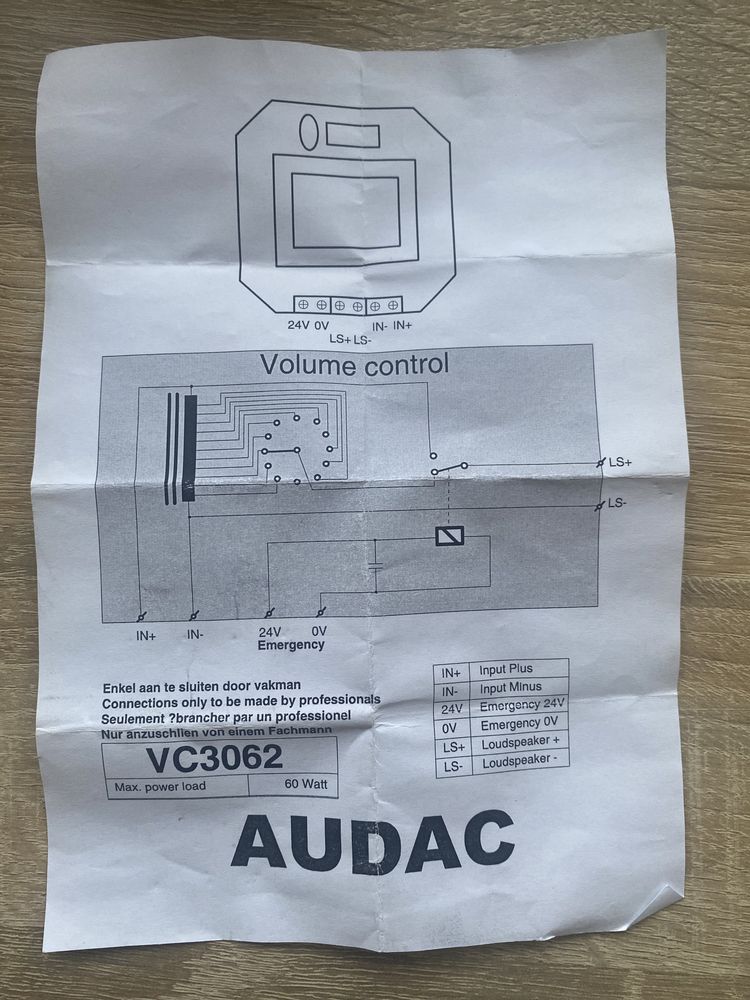 24V 0V IN- IN+
LS+ LS-
Volume control
LS+
LS-
IN+ IN- 24V 0V
Emergency
Enkel aan te sluiten door vakman
Connections only to be made by professionals
Seulement ?brancher par un professionel
Nur anzuschlien von einem Fachmann
VC3062
Max. power load 60 Watt
IN+ Input Plus
IN- Input Minus
24V Emergency 24V
0V Emergency 0V
LS+ Loudspeaker +
LS- Loudspeaker -
AUDAC